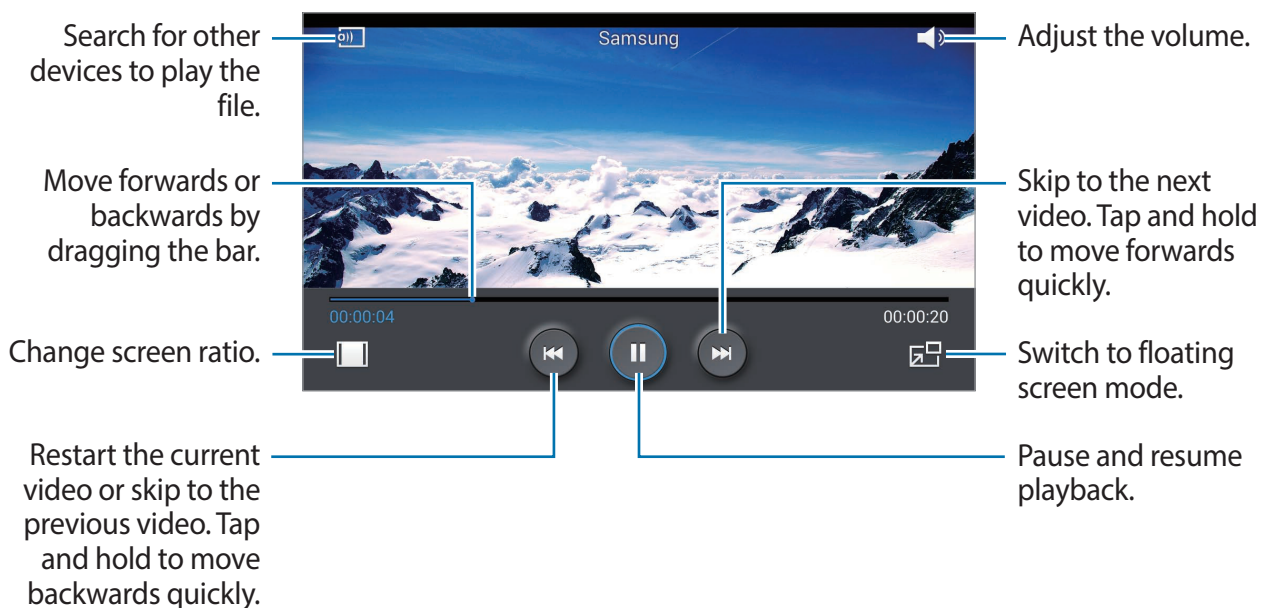 Search for other
devices to play the
file.
Samsung
Adjust the volume.
Move forwards or
backwards by
dragging the bar.
Skip to the next
video. Tap and hold
to move forwards
quickly.
00:00:04
00:00:20
Change screen ratio.
Switch to floating
screen mode.
Restart the current
video or skip to the
previous video. Tap
and hold to move
backwards quickly.
Pause and resume
playback.